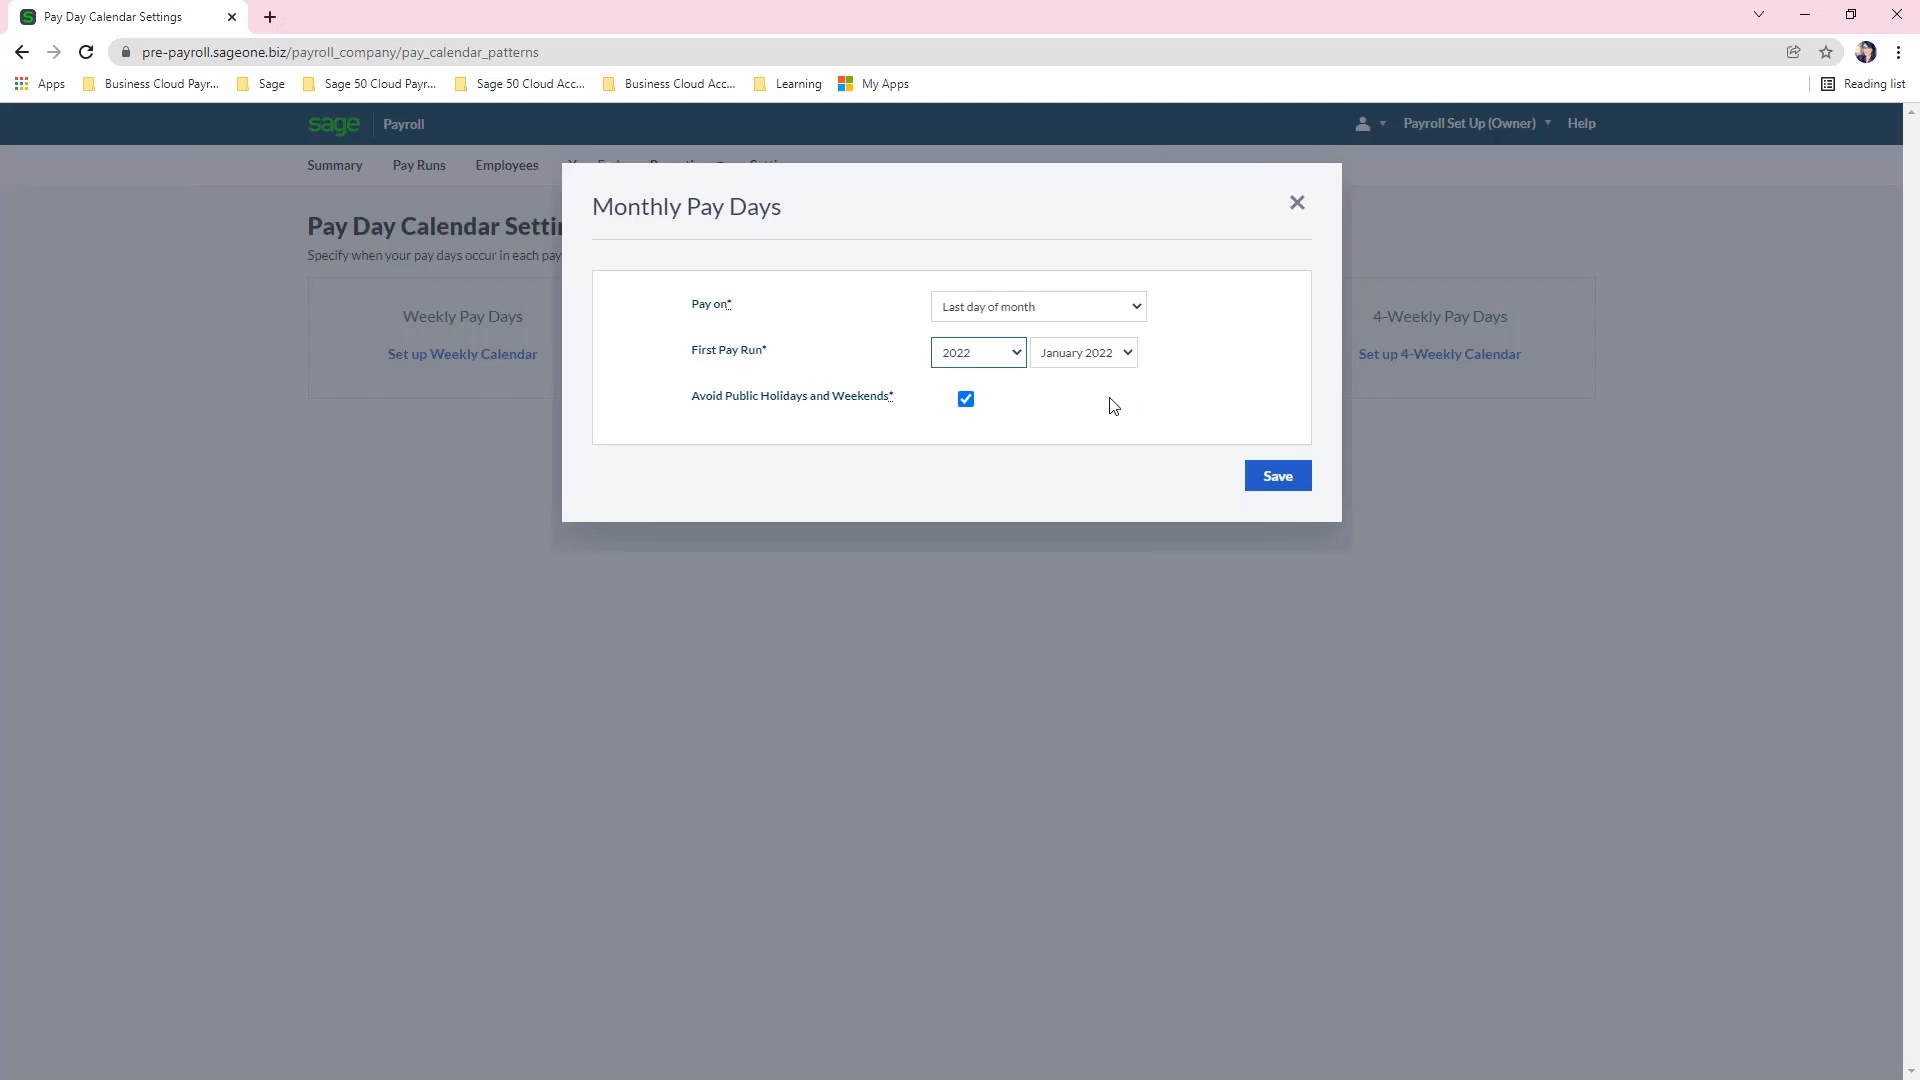 Pay Day Calendar Settings
pre-payroll.sageone.biz/payroll_company/pay_calendar_patterns
Apps Business Cloud Payr... Sage Sage 50 Cloud Payr... Sage 50 Cloud Acc... Business Cloud Acc... Learning My Apps Reading list
sage Payroll Payroll Set Up (Owner) Help
Summary Pay Runs Employees
Monthly Pay Days
Pay Day Calendar Setti
Specify when your pay days occur in each pay
Pay on*
Last day of month
Weekly Pay Days
4-Weekly Pay Days
First Pay Run*
2022 January 2022
Set up Weekly Calendar
Set up 4-Weekly Calendar
Avoid Public Holidays and Weekends*
Save